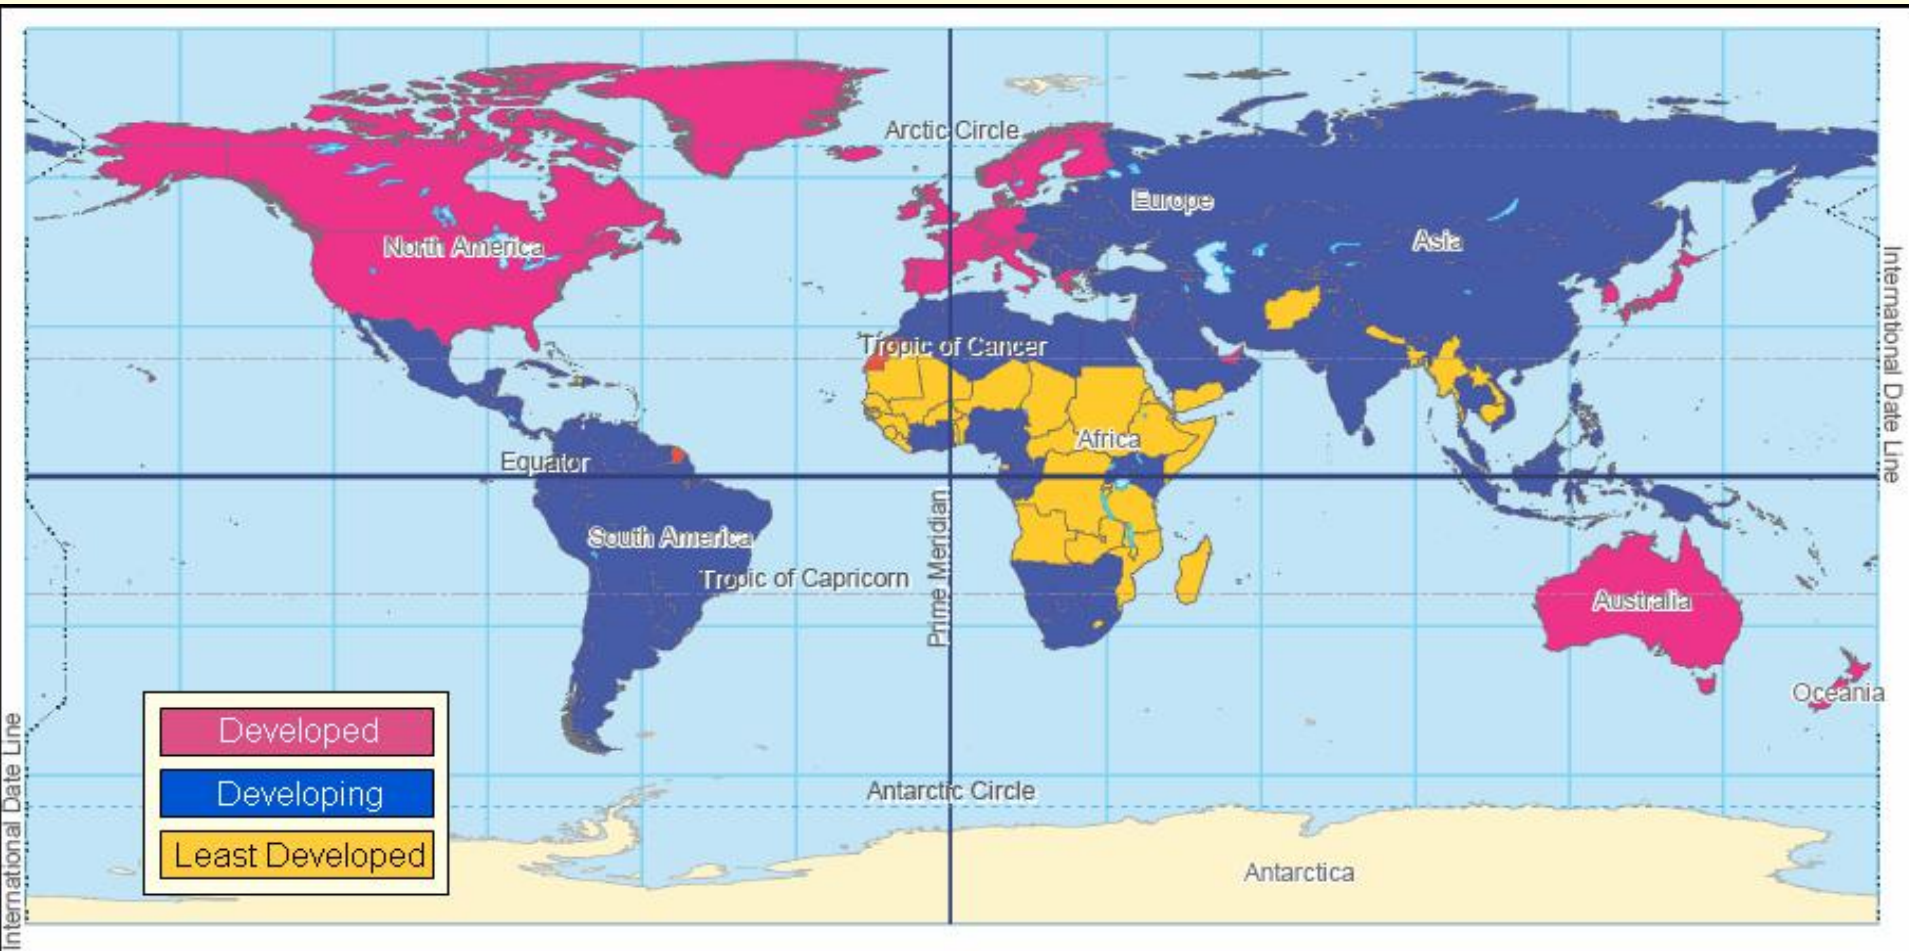 Arctic Circle
Europe
North America
Asia
International Date Line
Tropic of Cancer
Africa
Equator
South America
Prime Meridian
Tropic of Capricorn
Australia
Oceania
International Date Line
Developed
Developing
Least Developed
Antarctic Circle
Antarctica